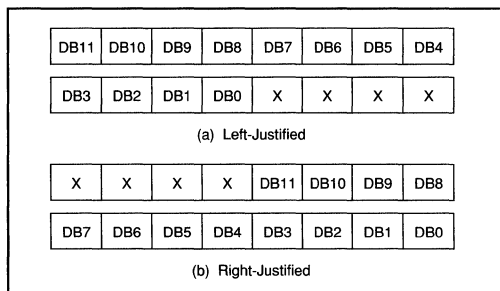 DB11 DB10 DB9 DB8 DB7 DB6 DB5 DB4
DB3 DB2 DB1 DB0 X X X X
(a) Left-Justified
X X X X DB11 DB10 DB9 DB8
DB7 DB6 DB5 DB4 DB3 DB2 DB1 DB0
(b) Right-Justified